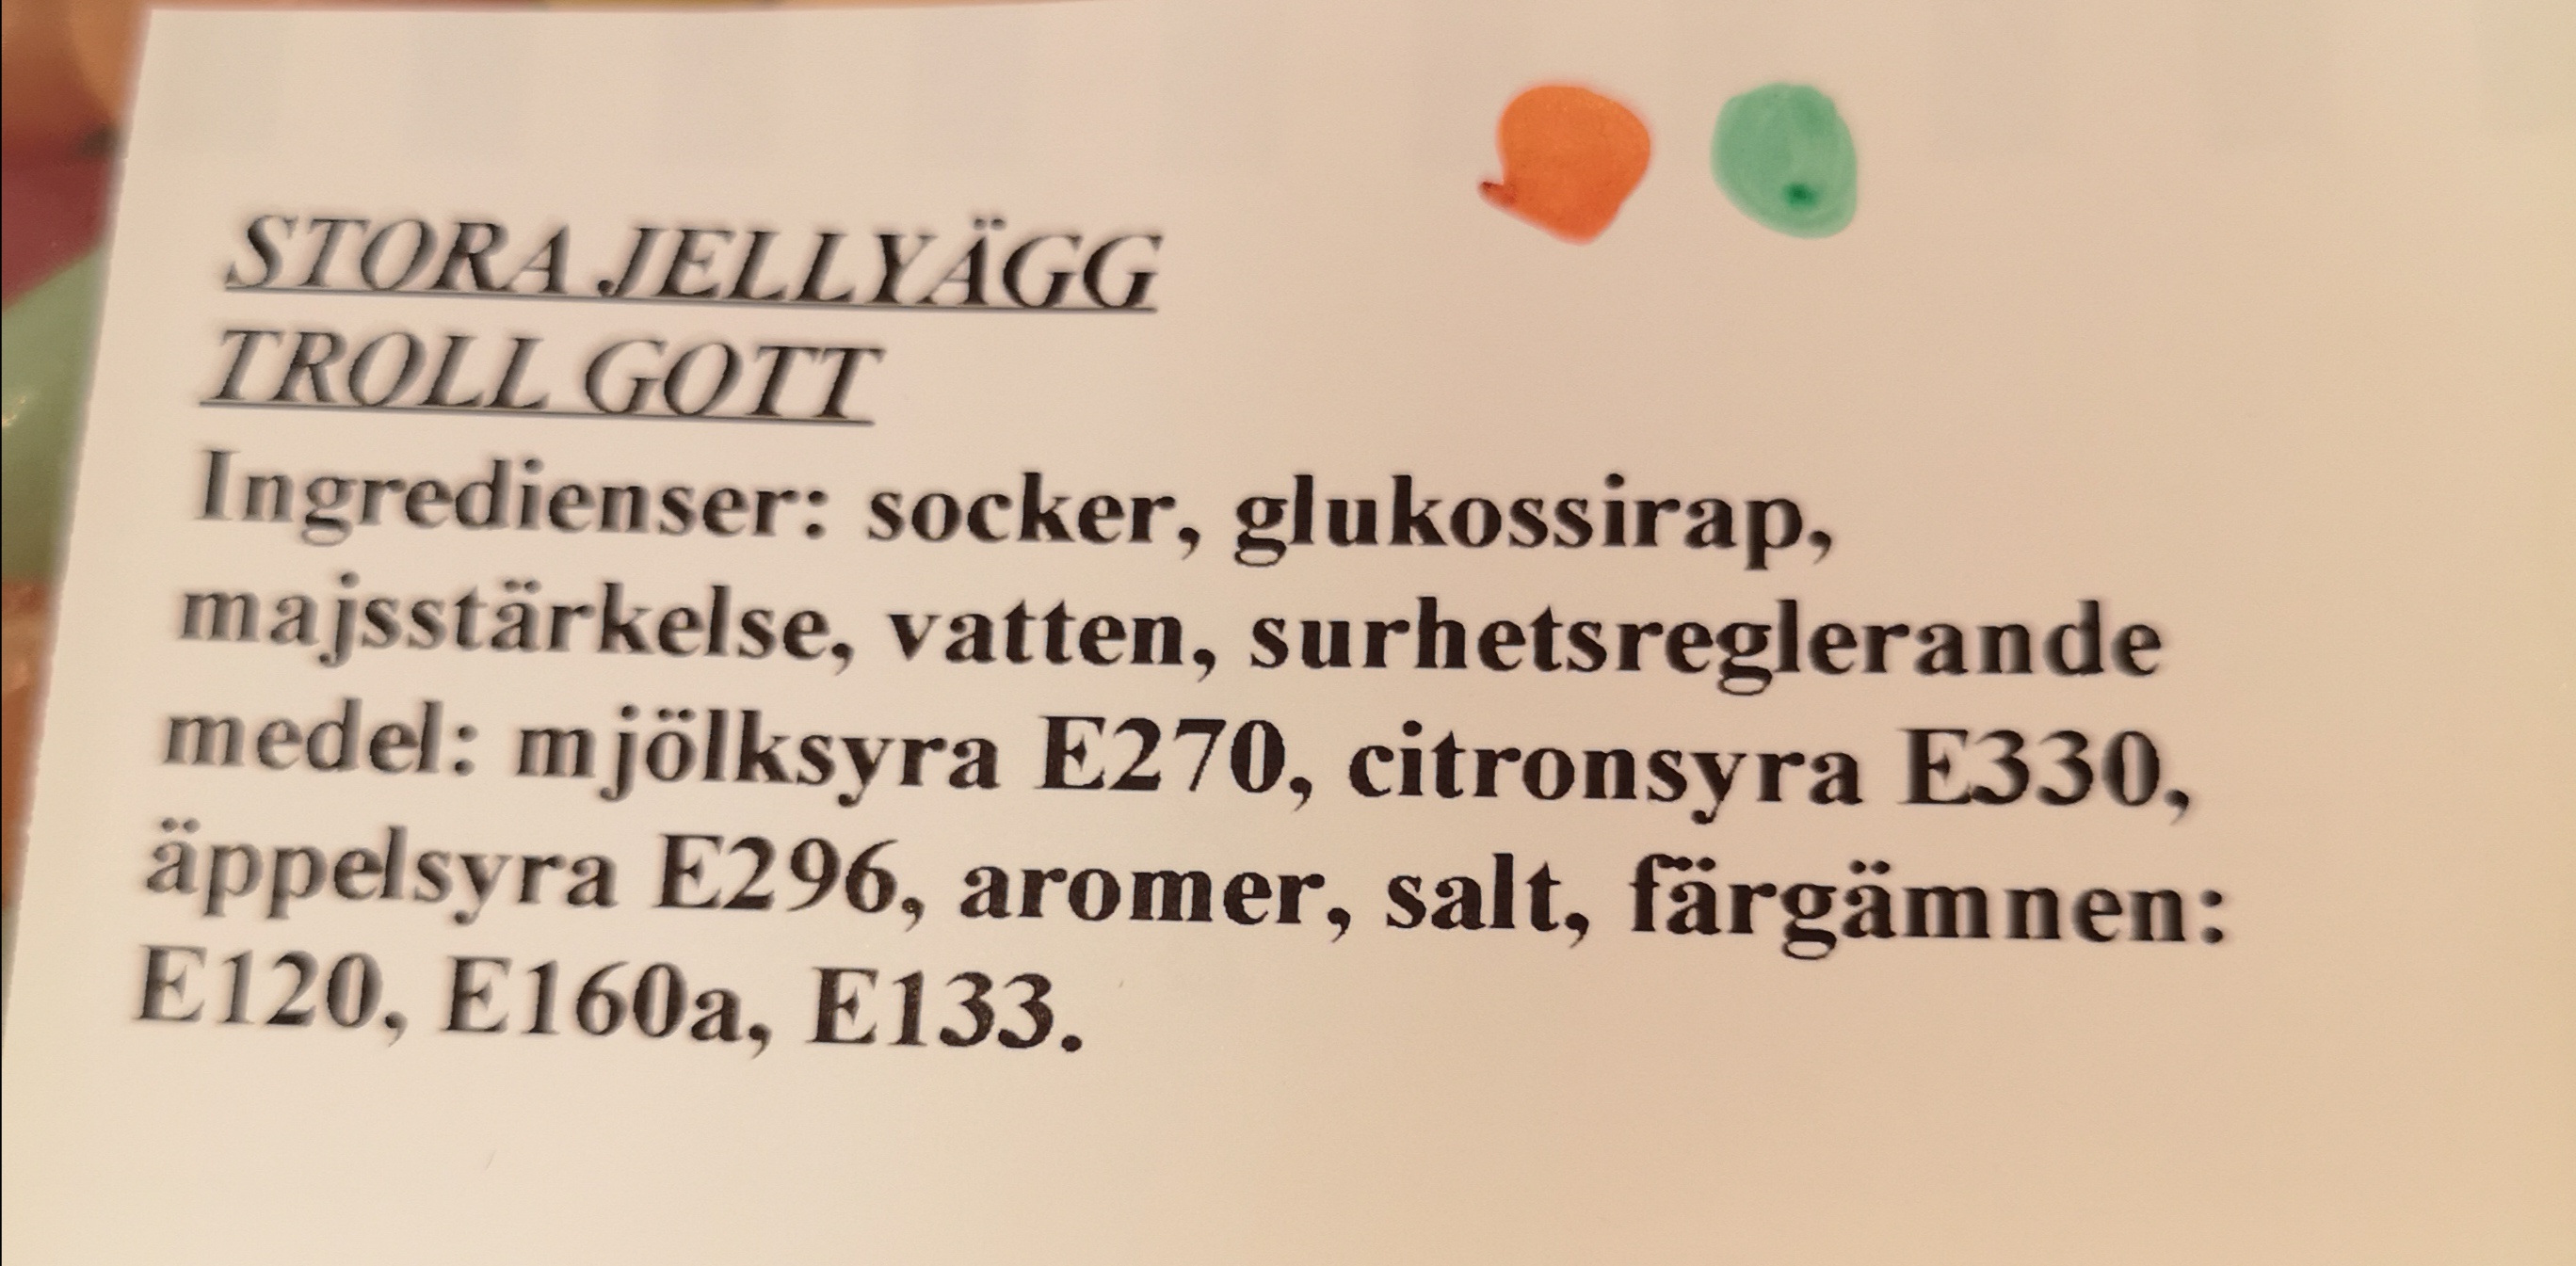 STORA JELLYÄGG
TROLL GOTT
Ingredienser: socker, glukossirap,
majsstärkelse, vatten, surhetsreglerande
medel: mjölksyra E270, citronsyra E330,
äppelsyra E296, aromer, salt, färgämnen:
E120, E160a, E133.